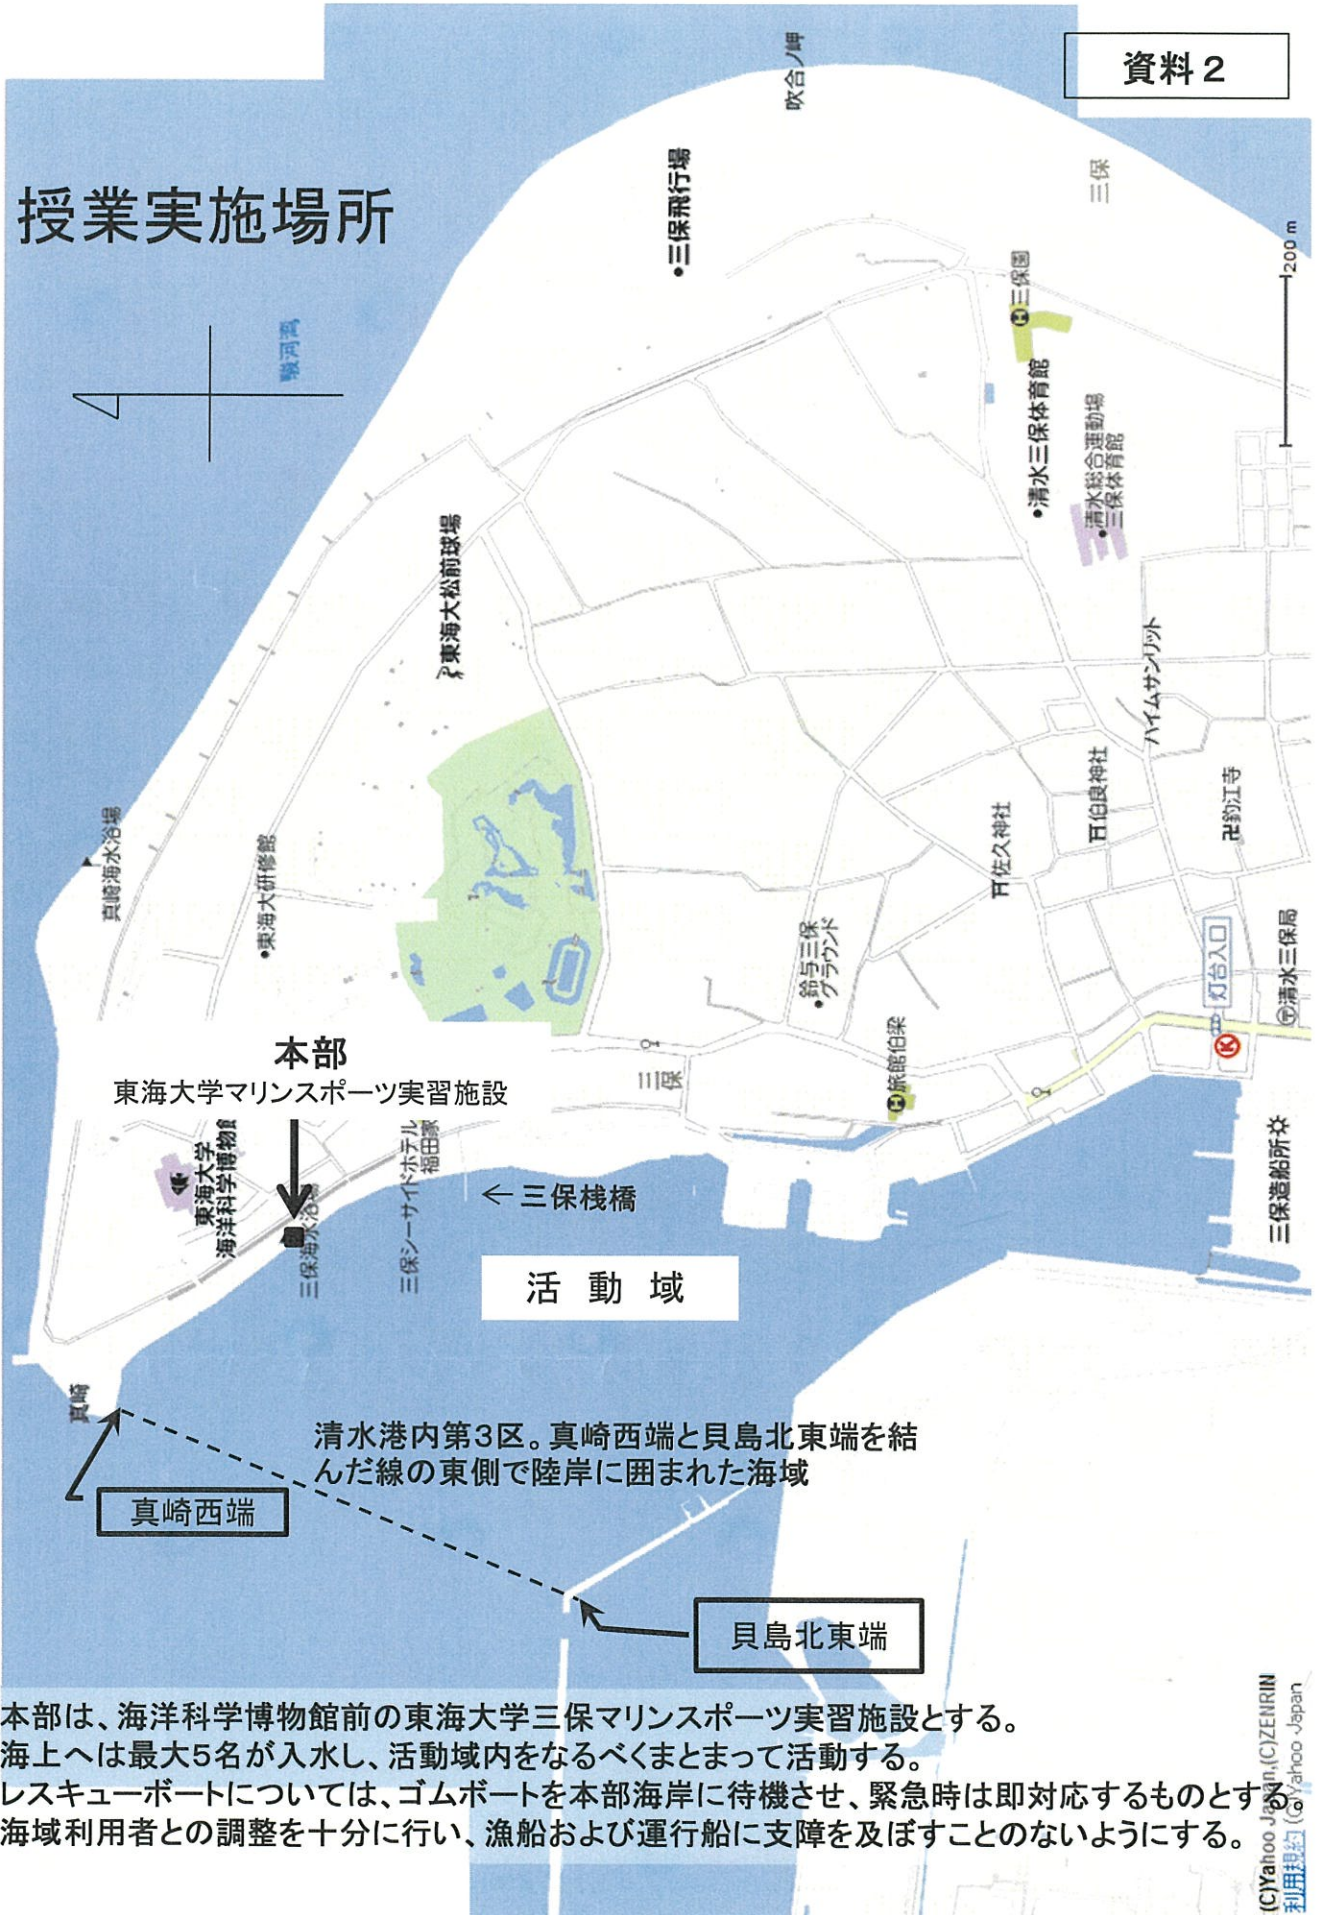 資料2
授業実施場所
吹合ノ岬
三保
•三保飛行場
駿河湾
200 m
三保園
•清水三保体育館
清水総合運動場
三保体育館
東海大松前球場
ハイムサンリット
真崎海水浴場
•東海大研修館
伯良神社
佐久神社
卍釣江寺
鈴与三保
グラウンド
灯台入口
清水三保局
本部
東海大学マリンスポーツ実習施設
三保
旅館伯梁
K
東海大学
海洋科学博物館
三保海水浴場
三保シーサイドホテル
福田家
←三保桟橋
三保造船所
活動域
真崎
清水港内第3区。真崎西端と貝島北東端を結
んだ線の東側で陸岸に囲まれた海域
真崎西端
貝島北東端
本部は、海洋科学博物館前の東海大学三保マリンスポーツ実習施設とする。
海上へは最大5名が入水し、活動域内をなるべくまとまって活動する。
レスキューボートについては、ゴムボートを本部海岸に待機させ、緊急時は即対応するものとする。
海域利用者との調整を十分に行い、漁船および運行船に支障を及ぼすことのないようにする。
(C)Yahoo Japan,(C)ZENRIN
利用規約 (C)Yahoo Japan